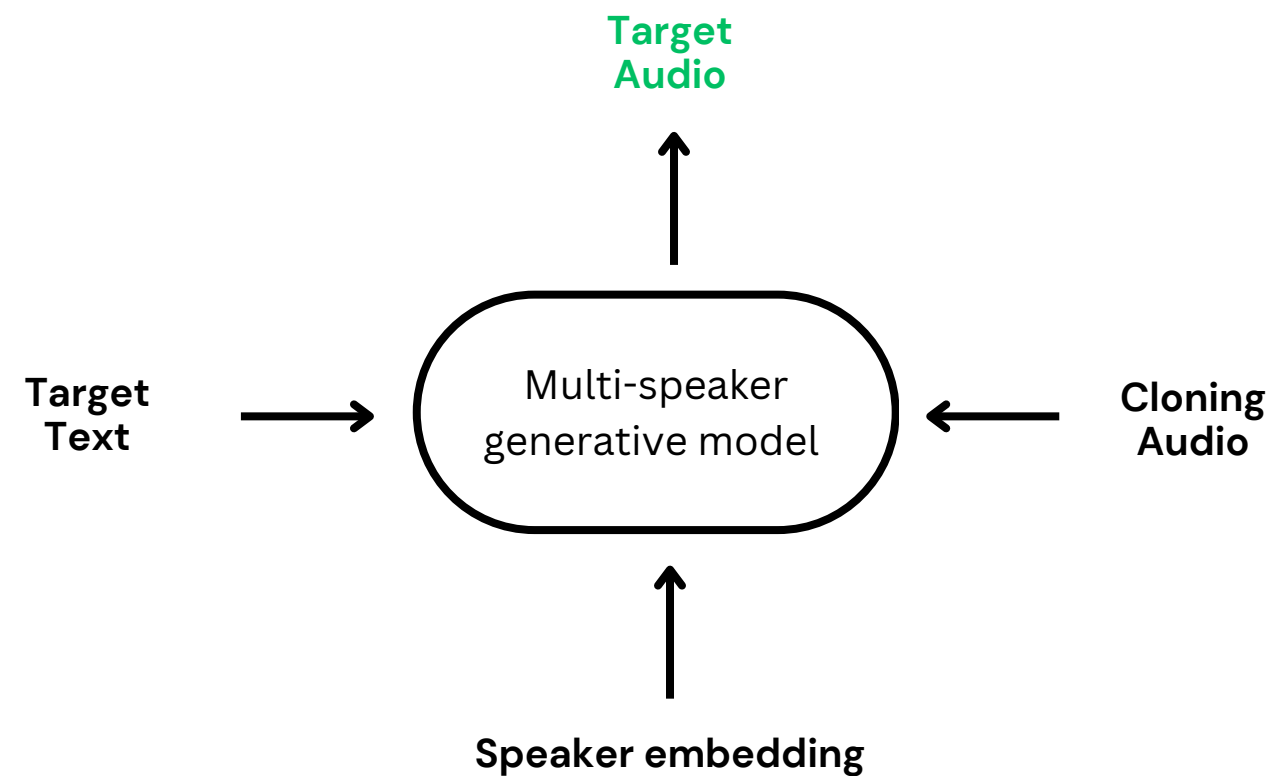 Target
Audio
Multi-speaker
generative model
Target
Text
Cloning
Audio
Speaker embedding